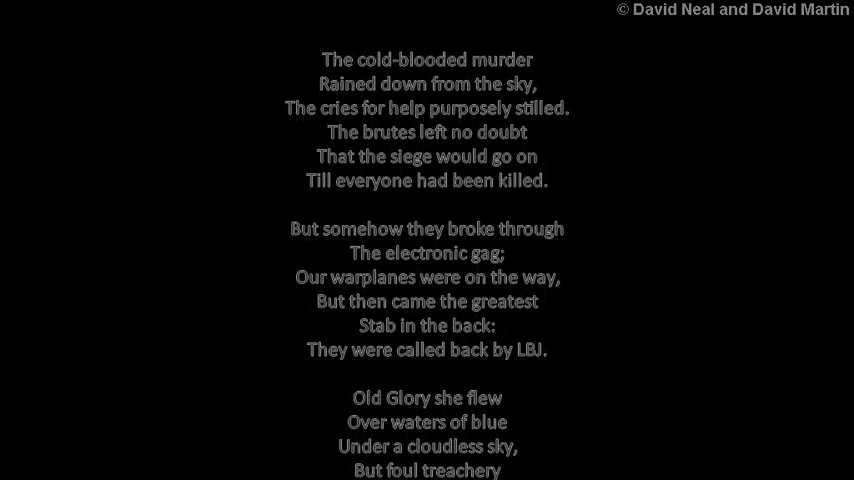 © David Neal and David Martin
The cold-blooded murder
Rained down from the sky,
The cries for help purposely stilled.
The brutes left no doubt
That the siege would go on
Till everyone had been killed.
But somehow they broke through
The electronic gag;
Our warplanes were on the way,
But then came the greatest
Stab in the back:
They were called back by LBJ.
Old Glory she flew
Over waters of blue
Under a cloudless sky,
But foul treachery